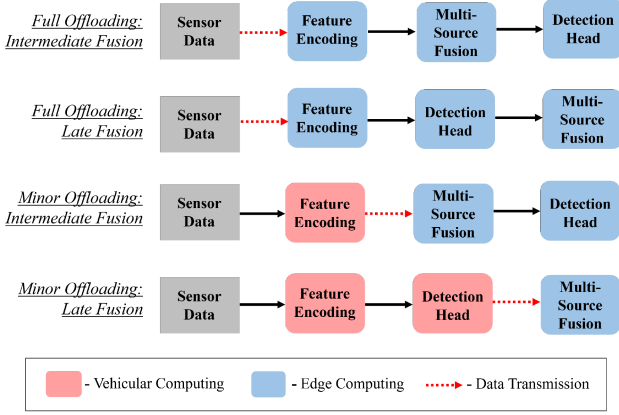 Full Offloading:
Intermediate Fusion
Sensor
Data
Feature
Encoding
Multi-
Source
Fusion
Detection
Head
Full Offloading:
Late Fusion
Sensor
Data
Feature
Encoding
Detection
Head
Multi-
Source
Fusion
Minor Offloading:
Intermediate Fusion
Sensor
Data
Feature
Encoding
Multi-
Source
Fusion
Detection
Head
Minor Offloading:
Late Fusion
Sensor
Data
Feature
Encoding
Detection
Head
Multi-
Source
Fusion
- Vehicular Computing
- Edge Computing
- Data Transmission